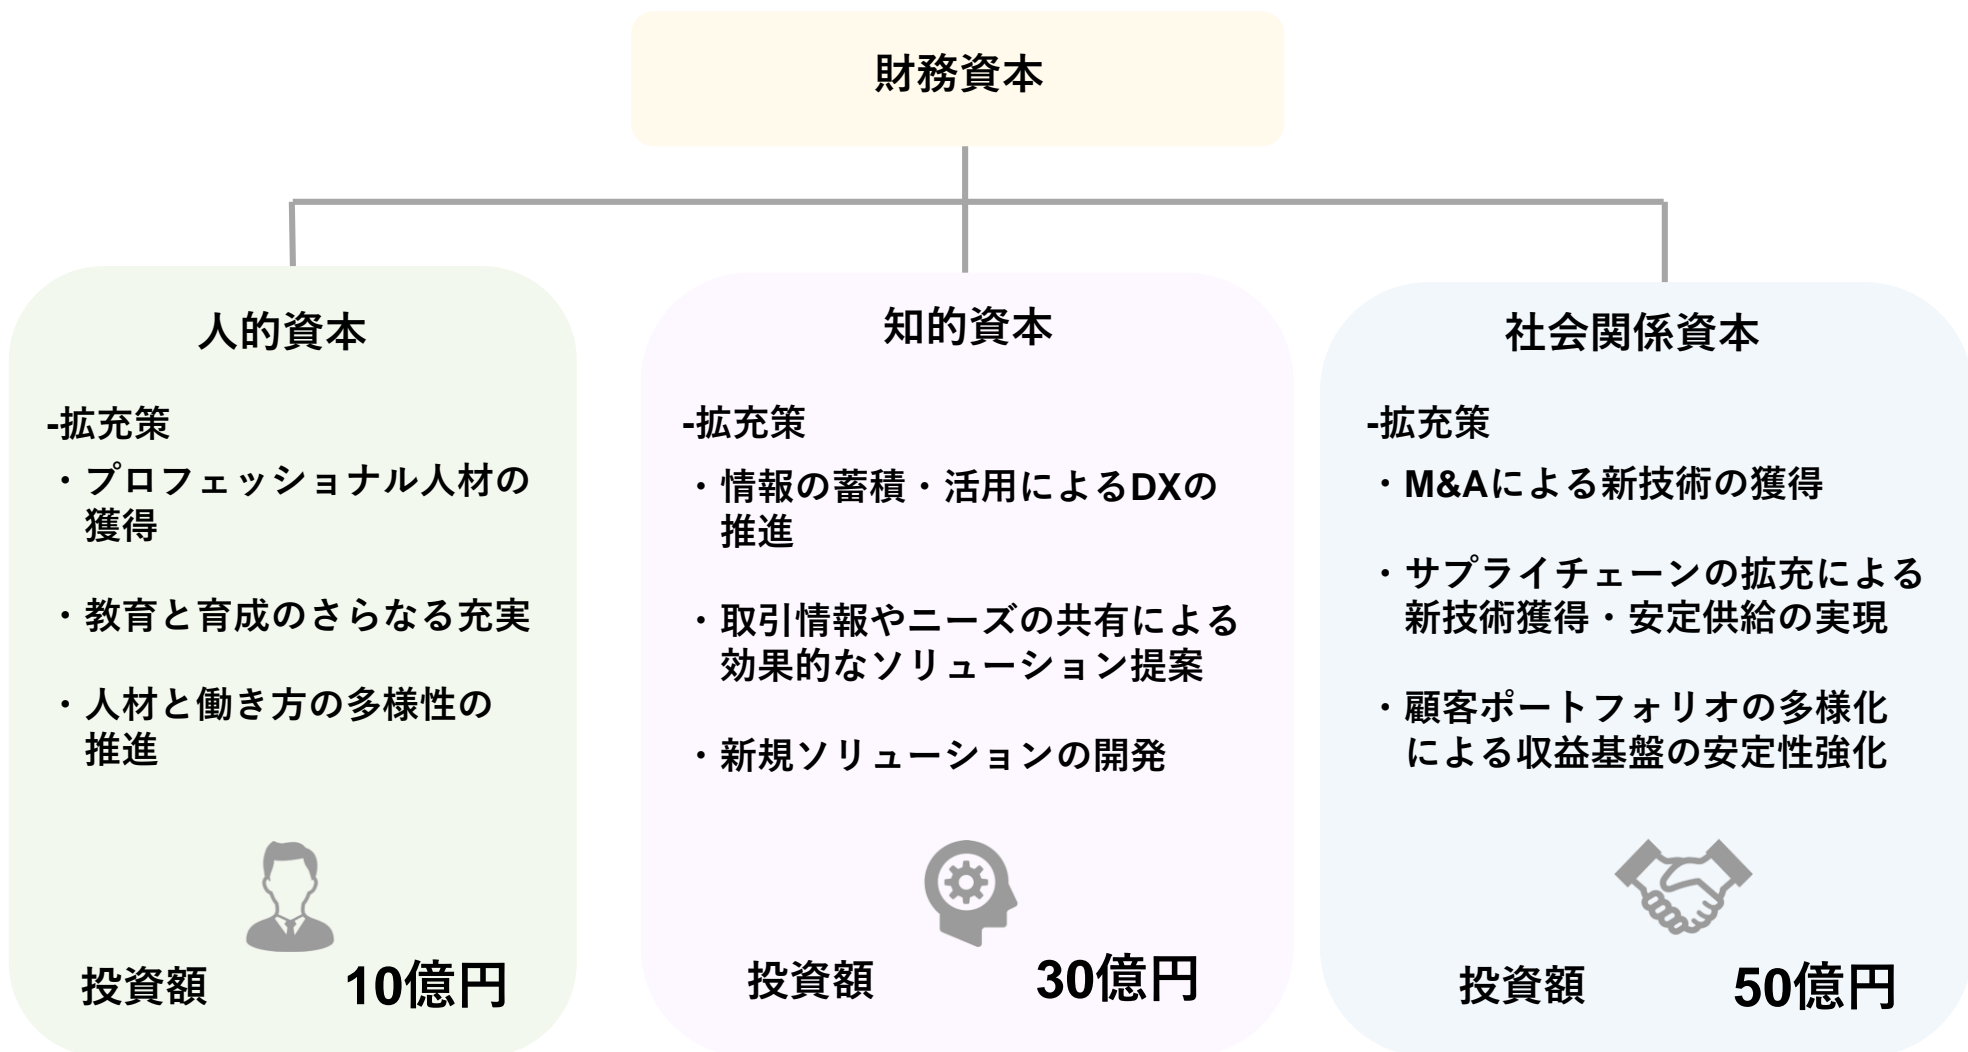 財務資本
人的資本
-拡充策
・プロフェッショナル人材の
獲得
・教育と育成のさらなる充実
・人材と働き方の多様性の
推進
投資額 10億円
知的資本
-拡充策
・情報の蓄積・活用によるDXの
推進
・取引情報やニーズの共有による
効果的なソリューション提案
・新規ソリューションの開発
投資額 30億円
社会関係資本
-拡充策
・M&Aによる新技術の獲得
・サプライチェーンの拡充による
新技術獲得・安定供給の実現
・顧客ポートフォリオの多様化
による収益基盤の安定性強化
投資額 50億円